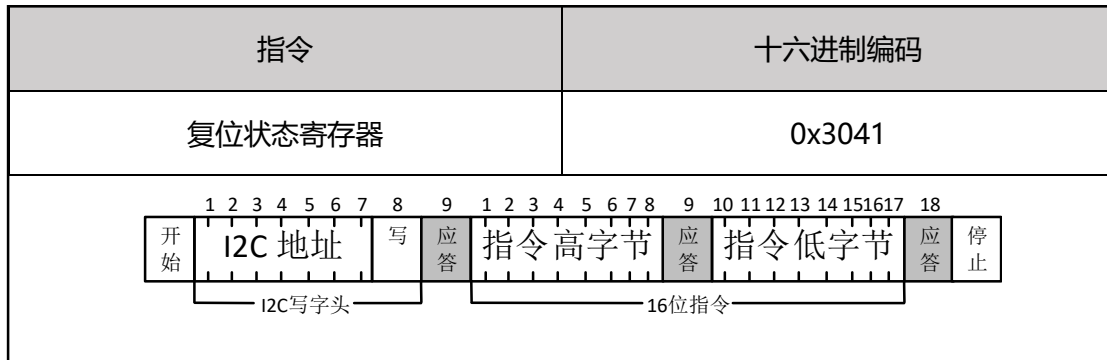 指令 十六进制编码
复位状态寄存器 0x3041
1 2 3 4 5 6 7 8 9 1 2 3 4 5 6 7 8 9 10 11 12 13 14 15 16 17 18
开始 I2C 地址 写 应答 指令高字节 应答 指令低字节 应答 停止
I2C写字头 16位指令